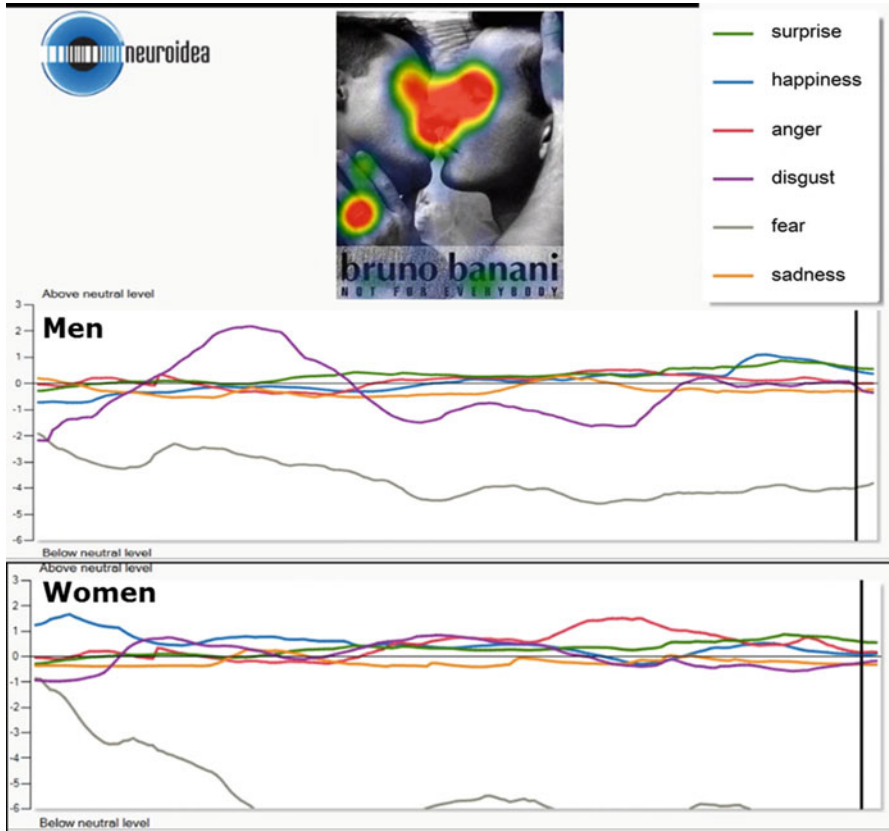 neuroidea
bruno banani
NOT FOR EVERYBODY
surprise
happiness
anger
disgust
fear
sadness
Above neutral level
Men
3
2
1
0
-1
-2
-3
-4
-5
-6
Below neutral level
Above neutral level
Women
3
2
1
0
-1
-2
-3
-4
-5
-6
Below neutral level